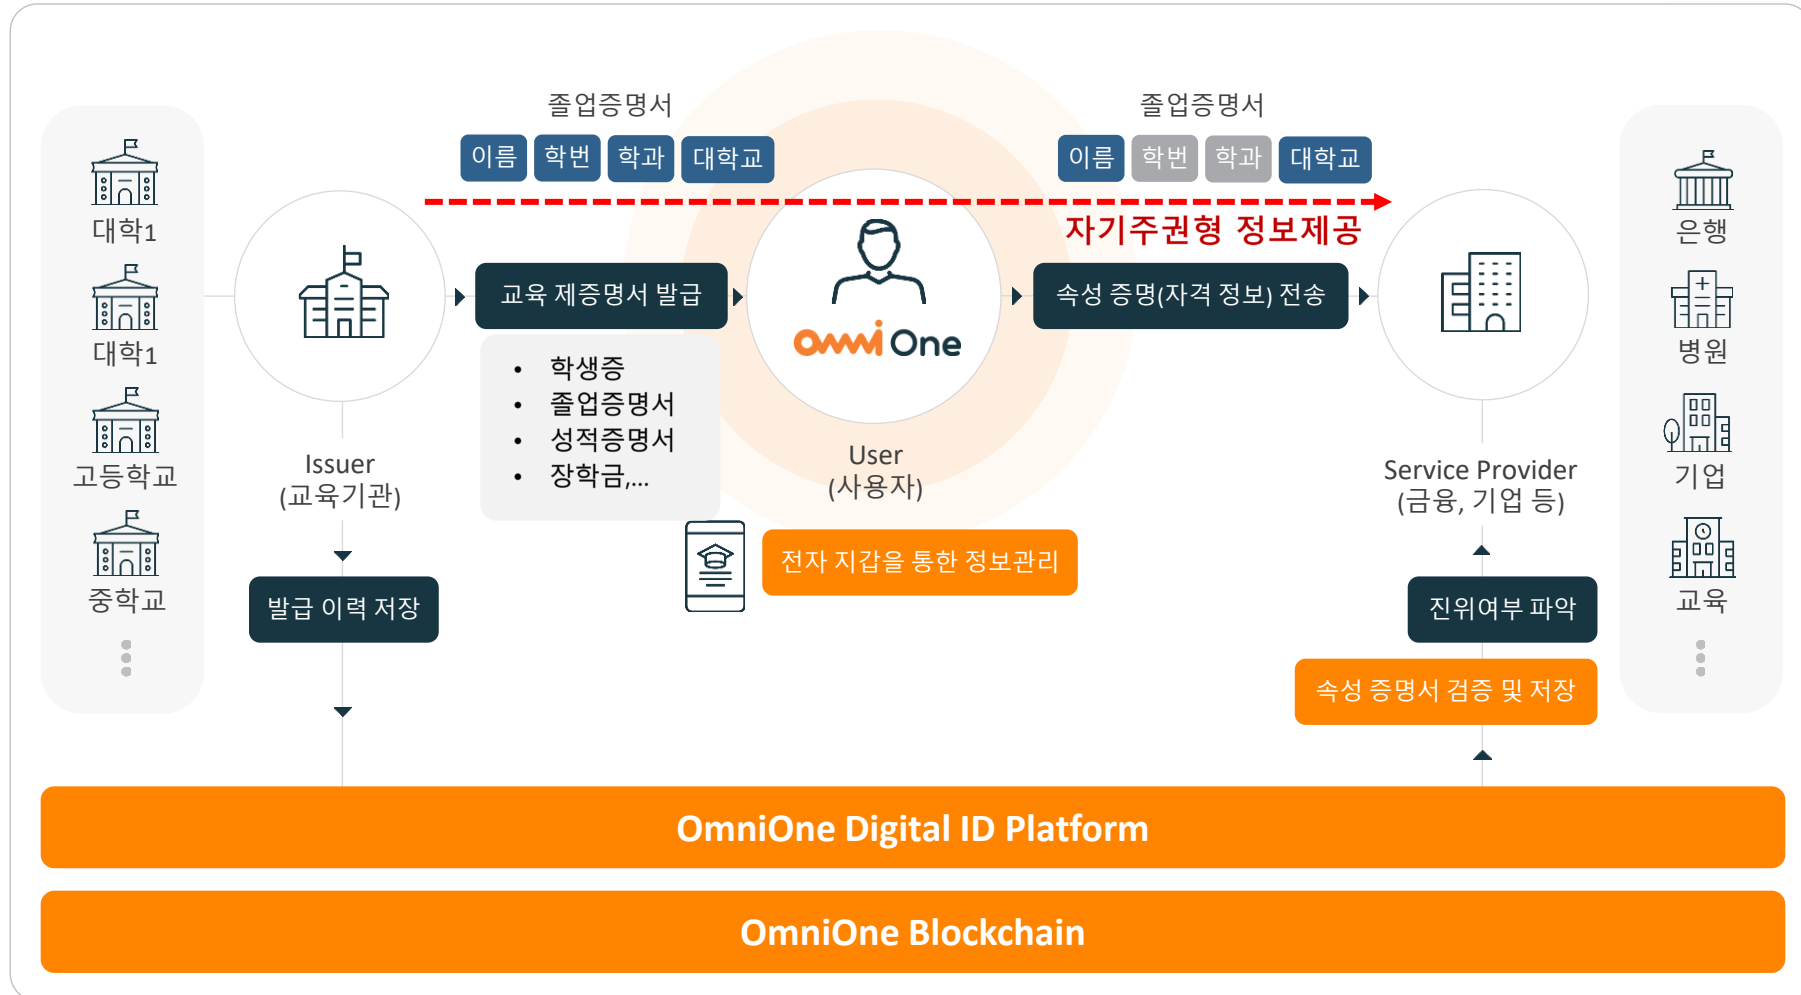 대학1
대학1
고등학교
중학교
졸업증명서
이름 학번 학과 대학교
졸업증명서
이름 학번 학과 대학교
자기주권형 정보제공
교육 제증명서 발급
속성 증명(자격 정보) 전송
Omni One
• 학생증
• 졸업증명서
• 성적증명서
• 장학금,...
Issuer
(교육기관)
User
(사용자)
Service Provider
(금융, 기업 등)
전자 지갑을 통한 정보관리
발급 이력 저장
진위여부 파악
속성 증명서 검증 및 저장
은행
병원
기업
교육
OmniOne Digital ID Platform
OmniOne Blockchain